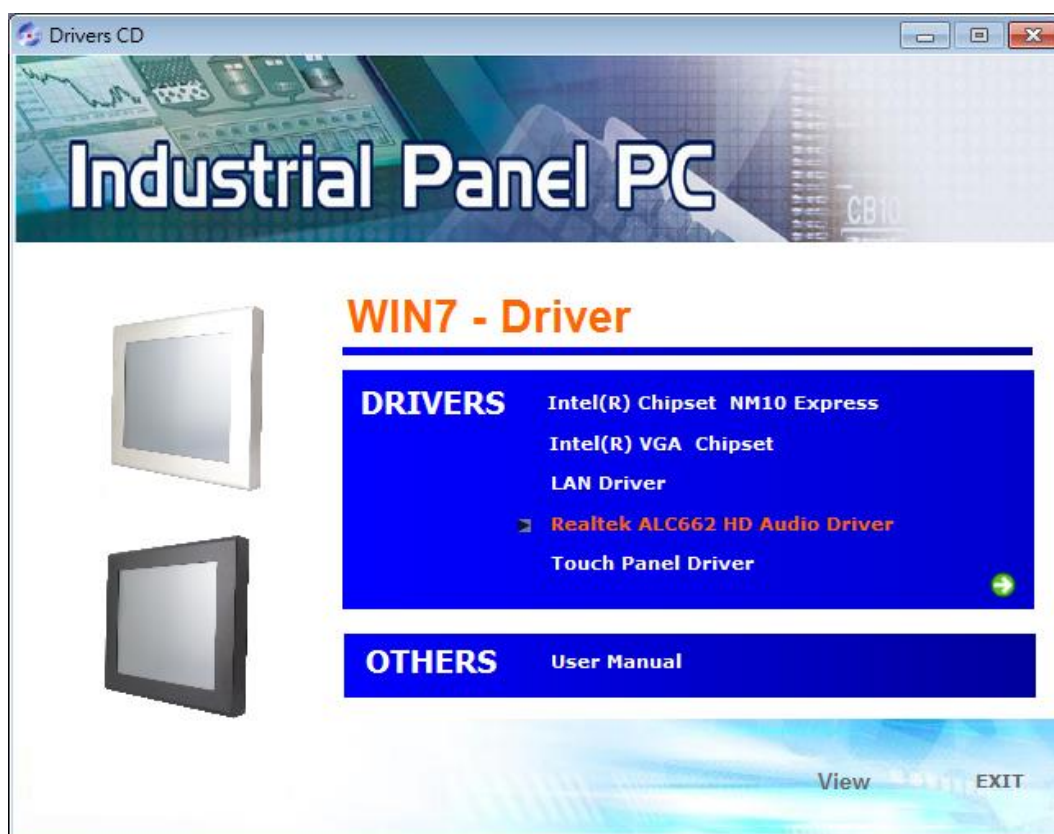 Drivers CD
Industrial Panel PC
CB10
WIN7 - Driver
DRIVERS
Intel(R) Chipset  NM10 Express
Intel(R) VGA  Chipset
LAN Driver
Realtek ALC662 HD Audio Driver
Touch Panel Driver
OTHERS
User Manual
View
EXIT